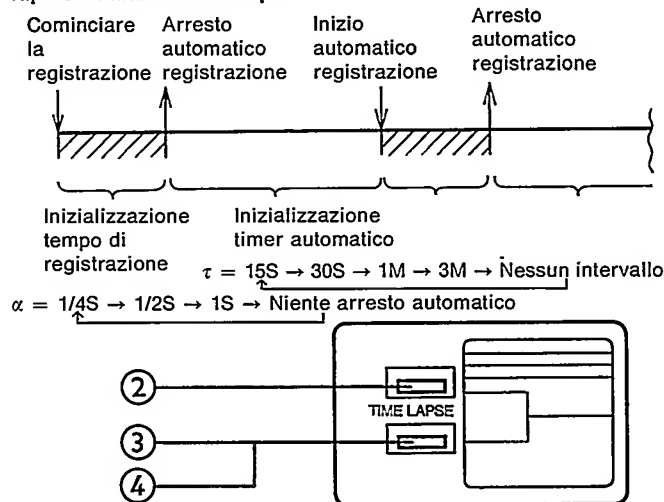 Cominciare
la
registrazione
Arresto
automatico
registrazione
Inizio
automatico
registrazione
Arresto
automatico
registrazione
Inizializzazione
tempo di
registrazione
Inizializzazione
timer automatico
τ = 15S → 30S → 1M → 3M → Nessun intervallo
α = 1/4S → 1/2S → 1S → Niente arresto automatico
2
TIME LAPSE
3
4